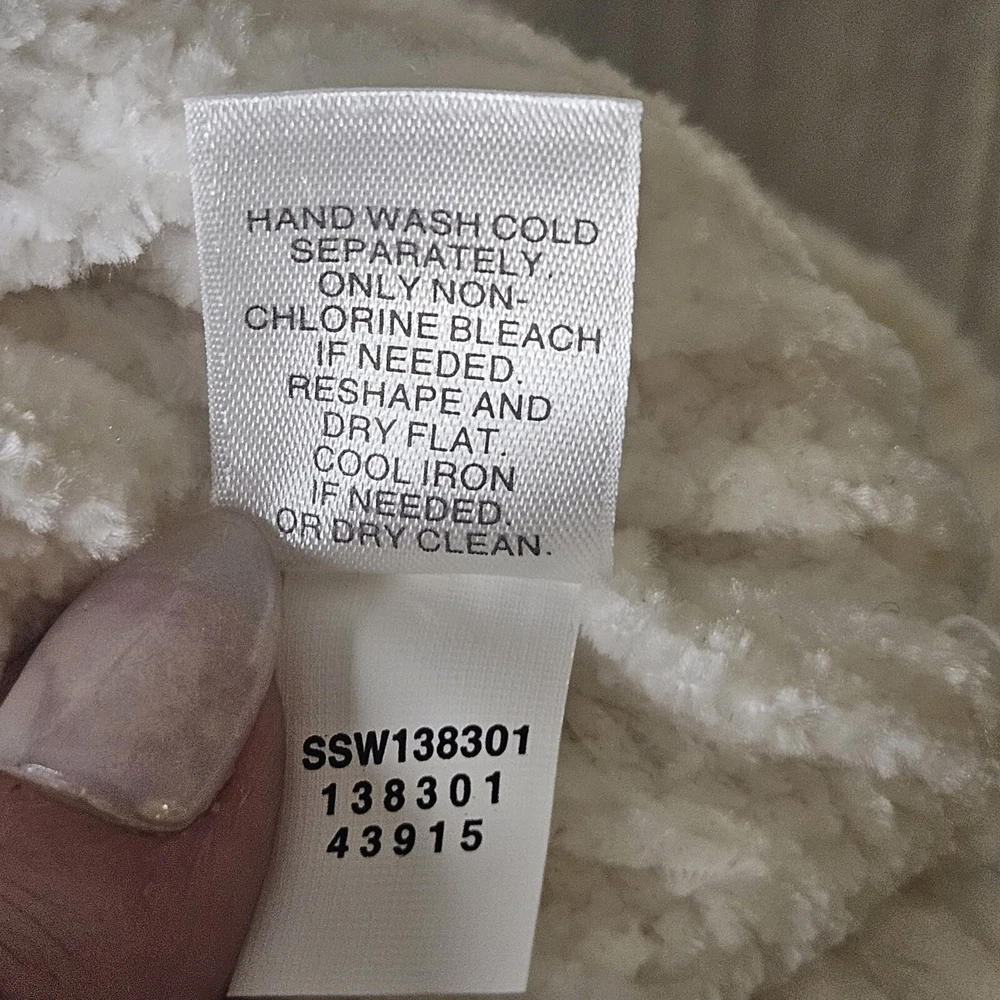 HAND WASH COLD
SEPARATELY.
ONLY NON-
CHLORINE BLEACH
IF NEEDED.
RESHAPE AND
DRY FLAT.
COOL IRON
IF NEEDED.
OR DRY CLEAN.
SSW138301
138301
43915